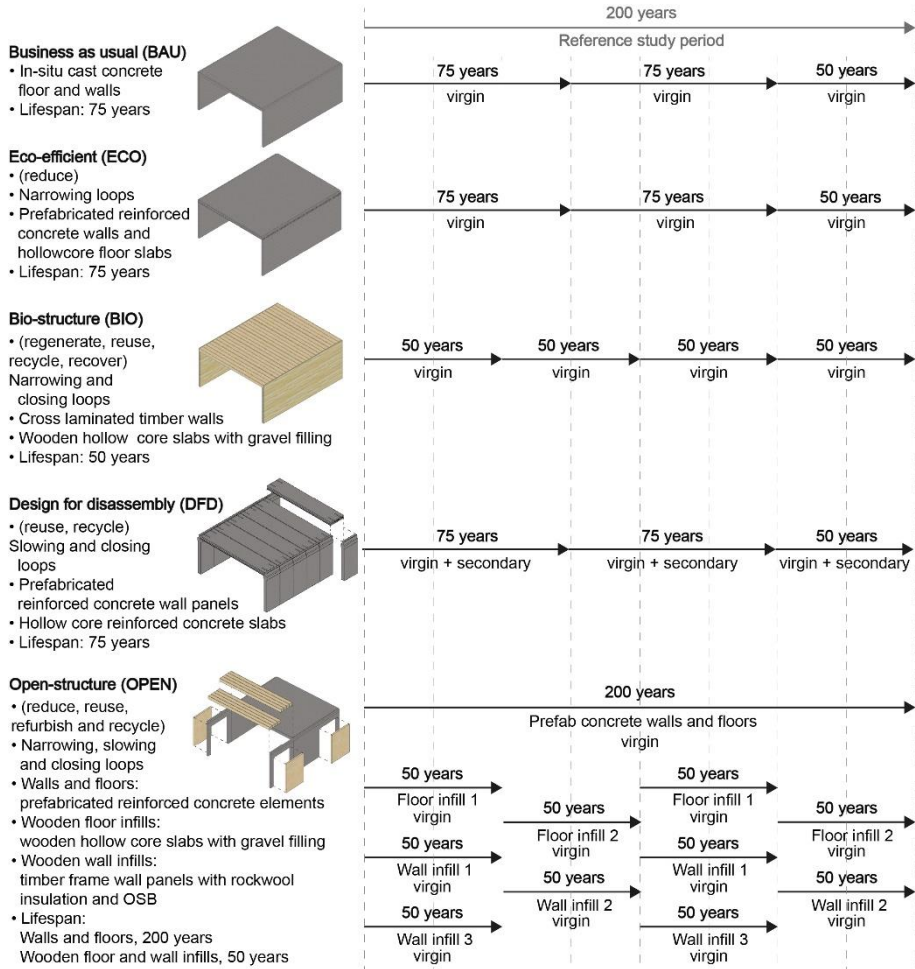 200 years
Reference study period
Business as usual (BAU)
• In-situ cast concrete
floor and walls
• Lifespan: 75 years
75 years
virgin
75 years
virgin
50 years
virgin
Eco-efficient (ECO)
• (reduce)
• Narrowing loops
• Prefabricated reinforced
concrete walls and
hollowcore floor slabs
• Lifespan: 75 years
75 years
virgin
75 years
virgin
50 years
virgin
Bio-structure (BIO)
• (regenerate, reuse,
recycle, recover)
Narrowing and
closing loops
• Cross laminated timber walls
• Wooden hollow core slabs with gravel filling
• Lifespan: 50 years
50 years
virgin
50 years
virgin
50 years
virgin
50 years
virgin
Design for disassembly (DFD)
• (reuse, recycle)
Slowing and closing
loops
• Prefabricated
reinforced concrete wall panels
• Hollow core reinforced concrete slabs
• Lifespan: 75 years
75 years
virgin + secondary
75 years
virgin + secondary
50 years
virgin + secondary
Open-structure (OPEN)
• (reduce, reuse,
refurbish and recycle)
• Narrowing, slowing
and closing loops
• Walls and floors:
prefabricated reinforced concrete elements
• Wooden floor infills:
wooden hollow core slabs with gravel filling
• Wooden wall infills:
timber frame wall panels with rockwool
insulation and OSB
• Lifespan:
Walls and floors, 200 years
Wooden floor and wall infills, 50 years
200 years
Prefab concrete walls and floors
virgin
50 years
Floor infill 1
virgin
50 years
Floor infill 1
virgin
50 years
Floor infill 2
virgin
50 years
Floor infill 2
virgin
50 years
Wall infill 1
virgin
50 years
Wall infill 1
virgin
50 years
Wall infill 2
virgin
50 years
Wall infill 2
virgin
50 years
Wall infill 3
virgin
50 years
Wall infill 3
virgin